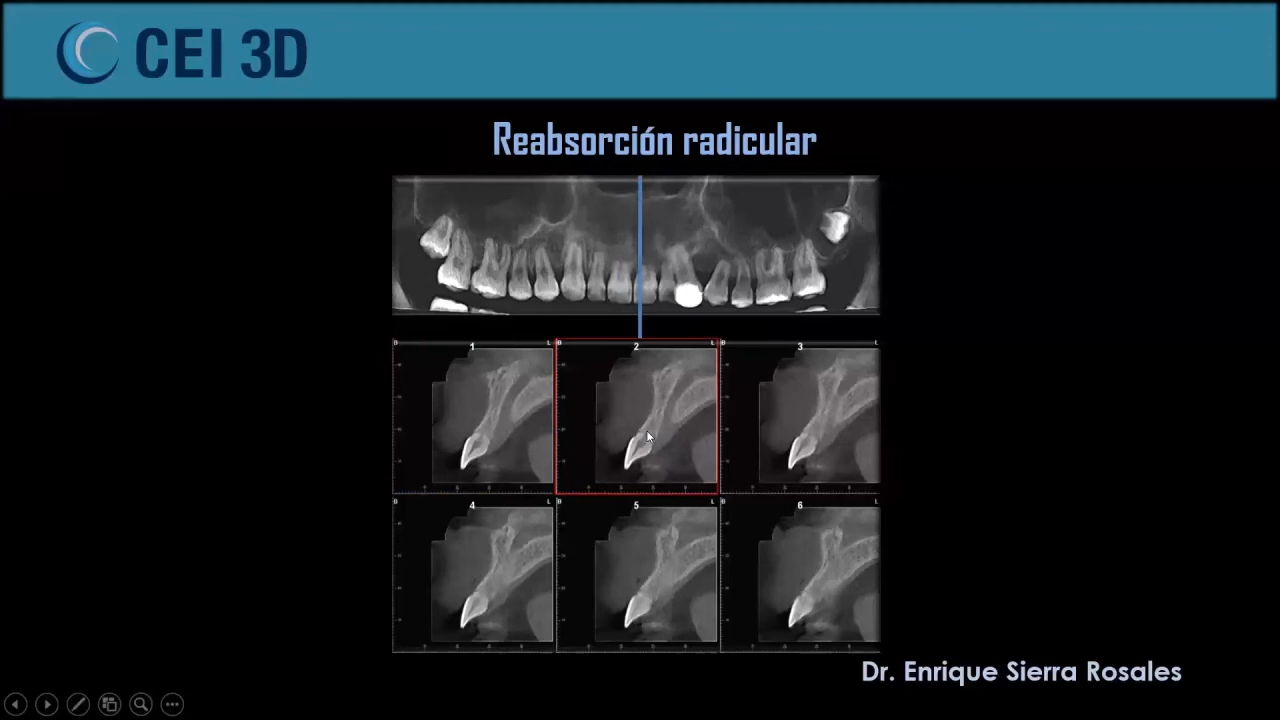 CEI 3D
Reabsorción radicular
B 1 L
B 2 L
B 3 L
B 4 L
B 5 L
B 6 L
Dr. Enrique Sierra Rosales